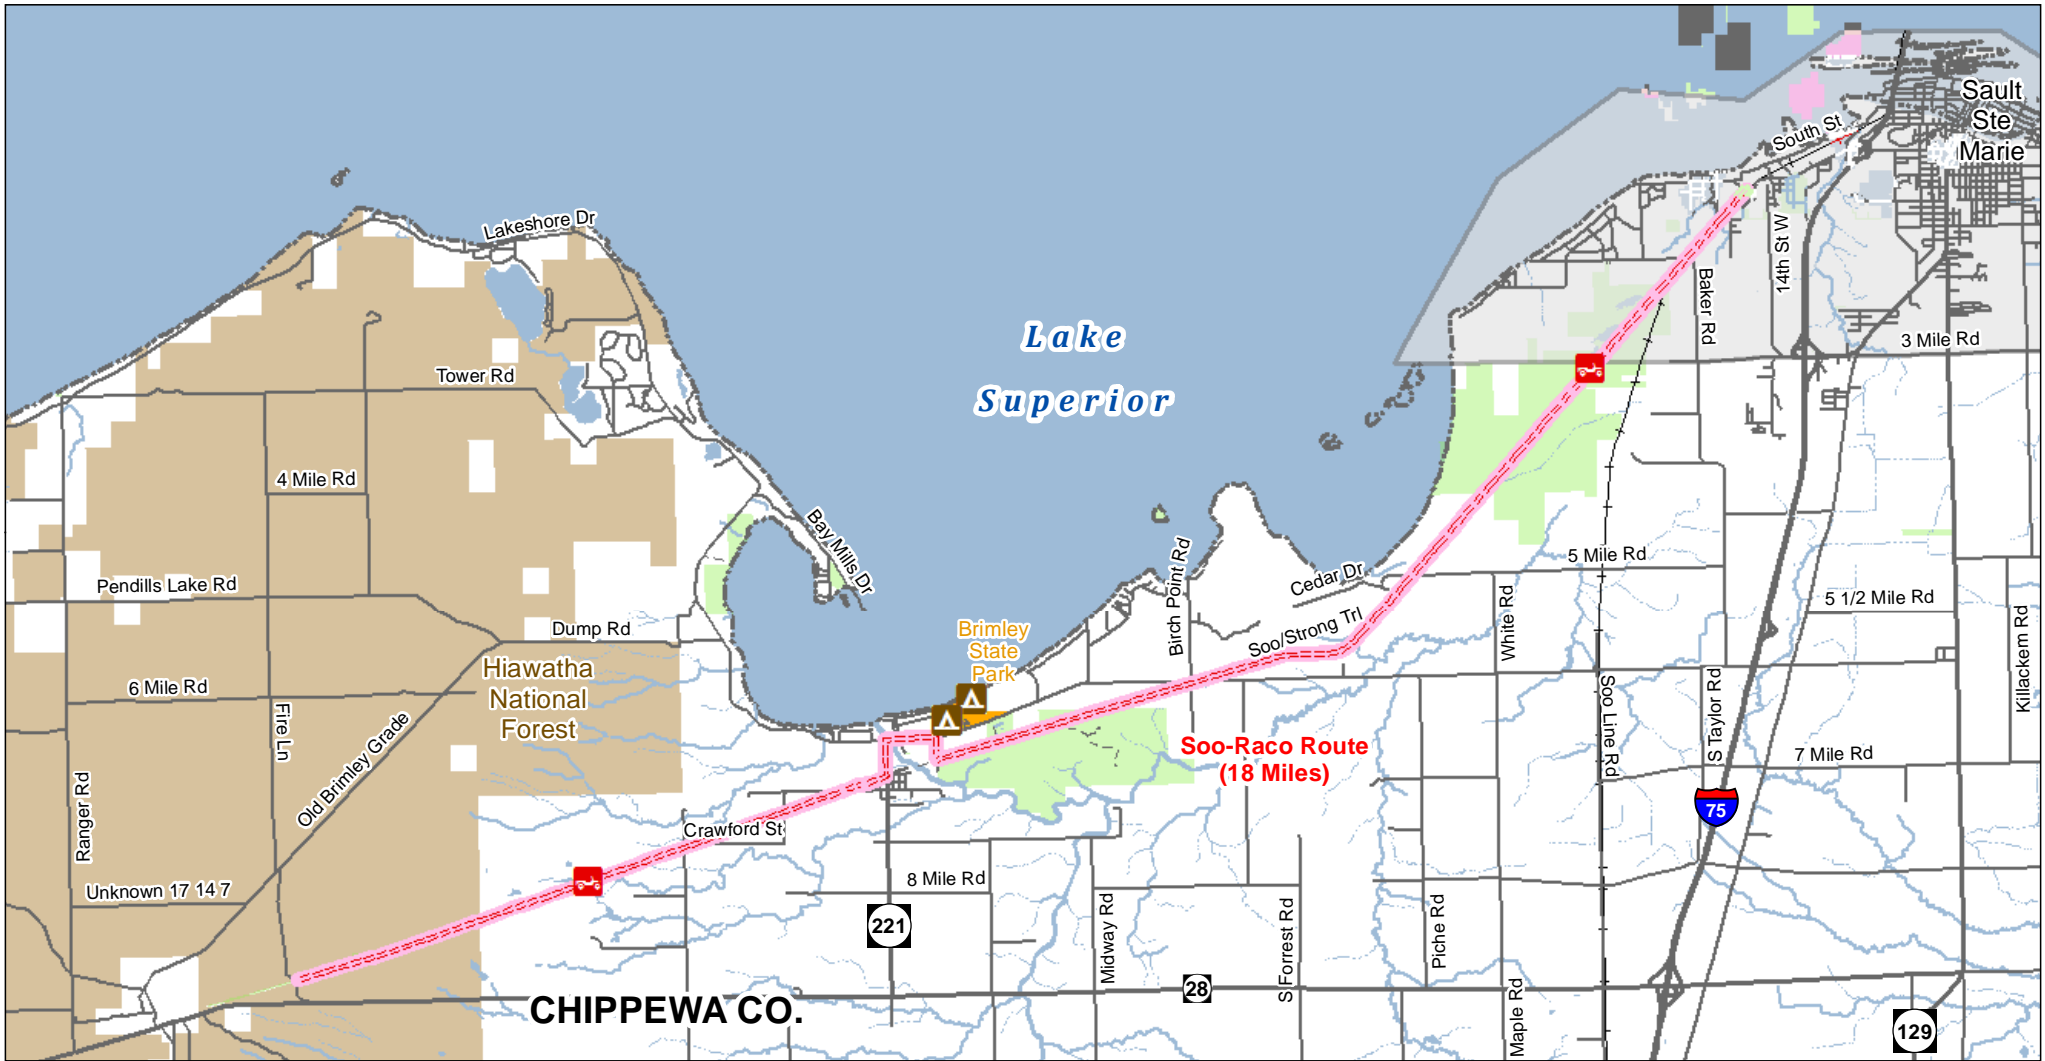 Sault
Ste
Marie
South St
Lakeshore Dr
14th St W
Baker Rd
3 Mile Rd
Lake
Superior
Tower Rd
4 Mile Rd
Bay Mills Dr
Birch Point Rd
5 Mile Rd
Cedar Dr
Pendills Lake Rd
5 1/2 Mile Rd
White Rd
Killackem Rd
Dump Rd
Soo/Strong Trl
Brimley
State
Park
Hiawatha
National
Forest
6 Mile Rd
Fire Ln
Old Brimley Grade
Soo Line Rd
S Taylor Rd
Soo-Raco Route
(18 Miles)
7 Mile Rd
Ranger Rd
75
Crawford St
8 Mile Rd
Unknown 17 14 7
221
Midway Rd
S Forrest Rd
Piche Rd
28
Maple Rd
CHIPPEWA CO.
129